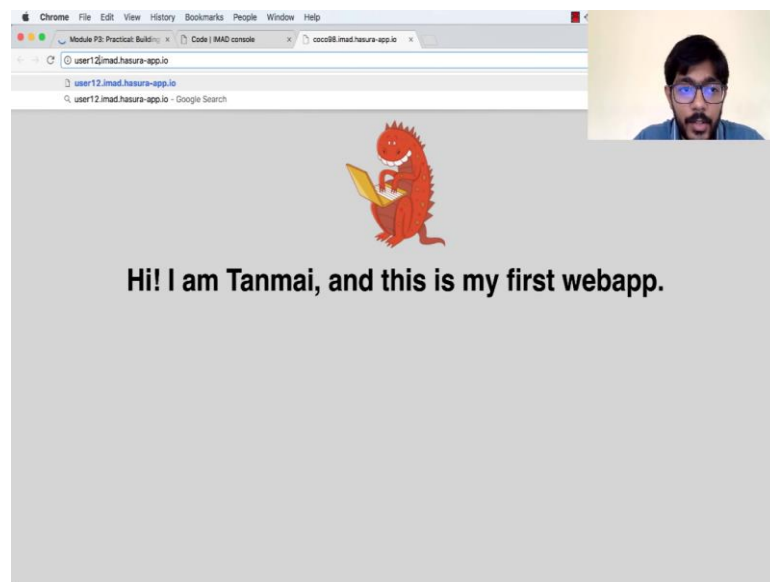 Chrome File Edit View History Bookmarks People Window Help
Module P3: Practical: Building × Code | IMAD console × coco98.imad.hasura-app.io ×
user12.imad.hasura-app.io
user12.imad.hasura-app.io
user12.imad.hasura-app.io - Google Search
Hi! I am Tanmai, and this is my first webapp.